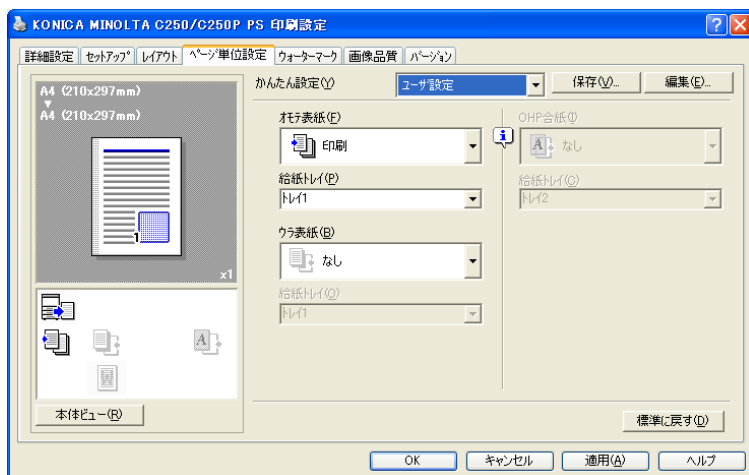 KONICA MINOLTA C250/C250P PS 印刷設定
詳細設定 セットアップ レイアウト ページ単位設定 ウォーターマーク 画像品質 バージョン
A4 (210x297mm)
A4 (210x297mm)
1
x1
かんたん設定(Y) ユーザ設定 保存(V)... 編集(E)...
オモテ表紙(F)
印刷
給紙トレイ(P)
トレイ1
ウラ表紙(B)
なし
給紙トレイ(O)
トレイ1
OHP合紙(I)
A なし
給紙トレイ(C)
トレイ2
A
本体ビュー(R)
標準に戻す(D)
OK キャンセル 適用(A) ヘルプ